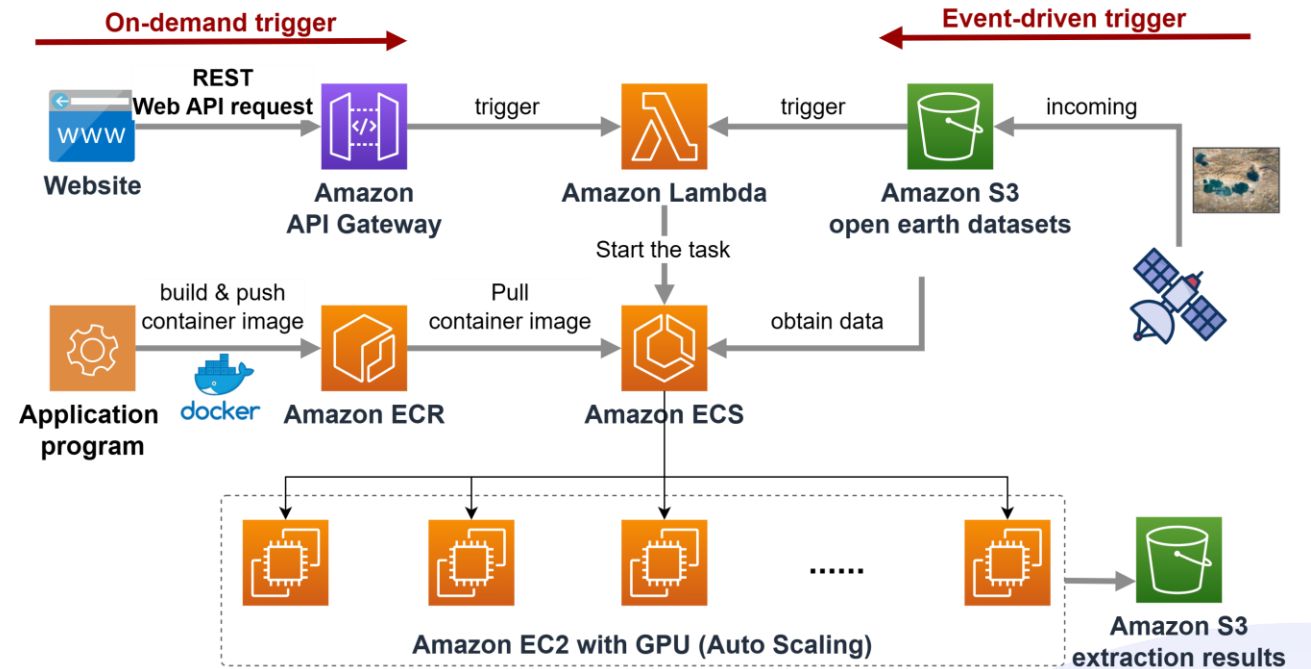 On-demand trigger
Event-driven trigger
REST
Web API request
trigger
trigger
incoming
WWW
Website
Amazon
API Gateway
Amazon Lambda
Amazon S3
open earth datasets
Start the task
build & push
container image
Pull
container image
obtain data
docker
Application
program
Amazon ECR
Amazon ECS
......
Amazon EC2 with GPU (Auto Scaling)
Amazon S3
extraction results